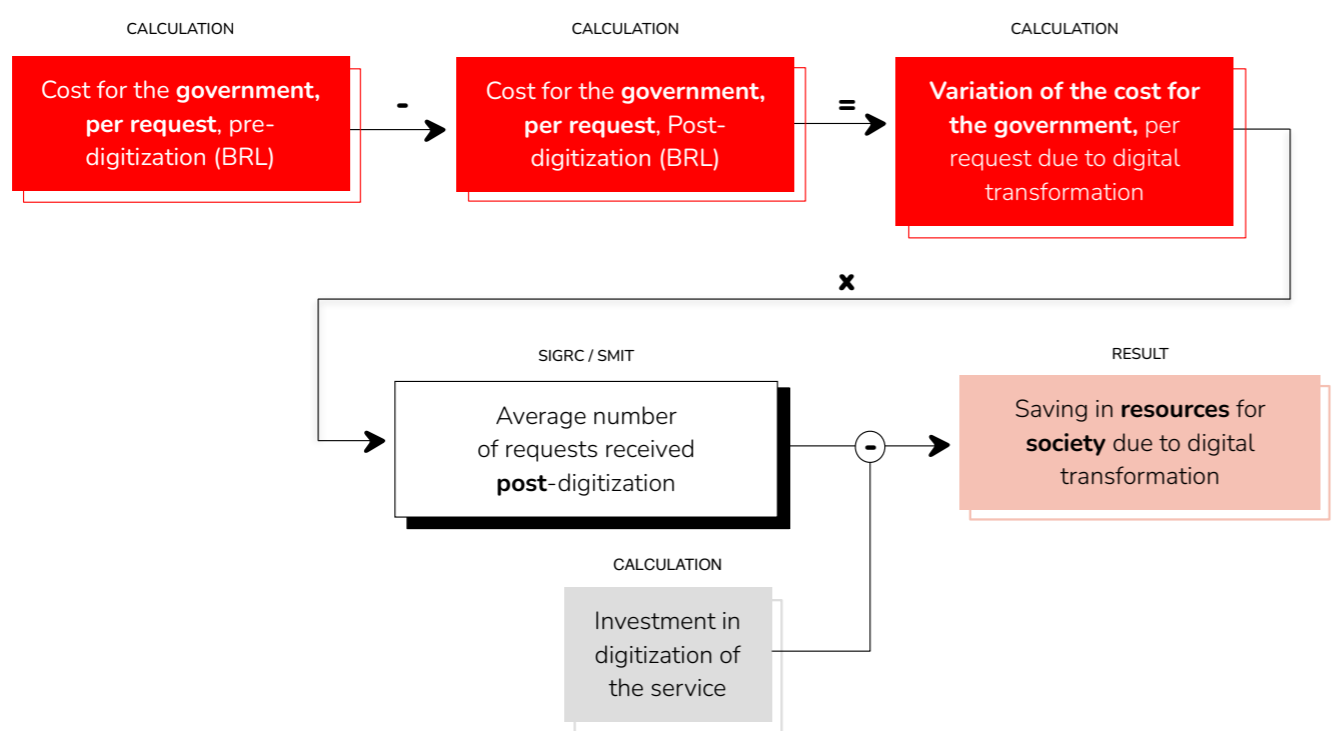 CALCULATION
Cost for the government,
per request, pre-
digitization (BRL)
-
CALCULATION
Cost for the government,
per request, Post-
digitization (BRL)
=
CALCULATION
Variation of the cost for
the government, per
request due to digital
transformation
x
SIGRC / SMIT
Average number
of requests received
post-digitization
-
RESULT
Saving in resources for
society due to digital
transformation
CALCULATION
Investment in
digitization of
the service